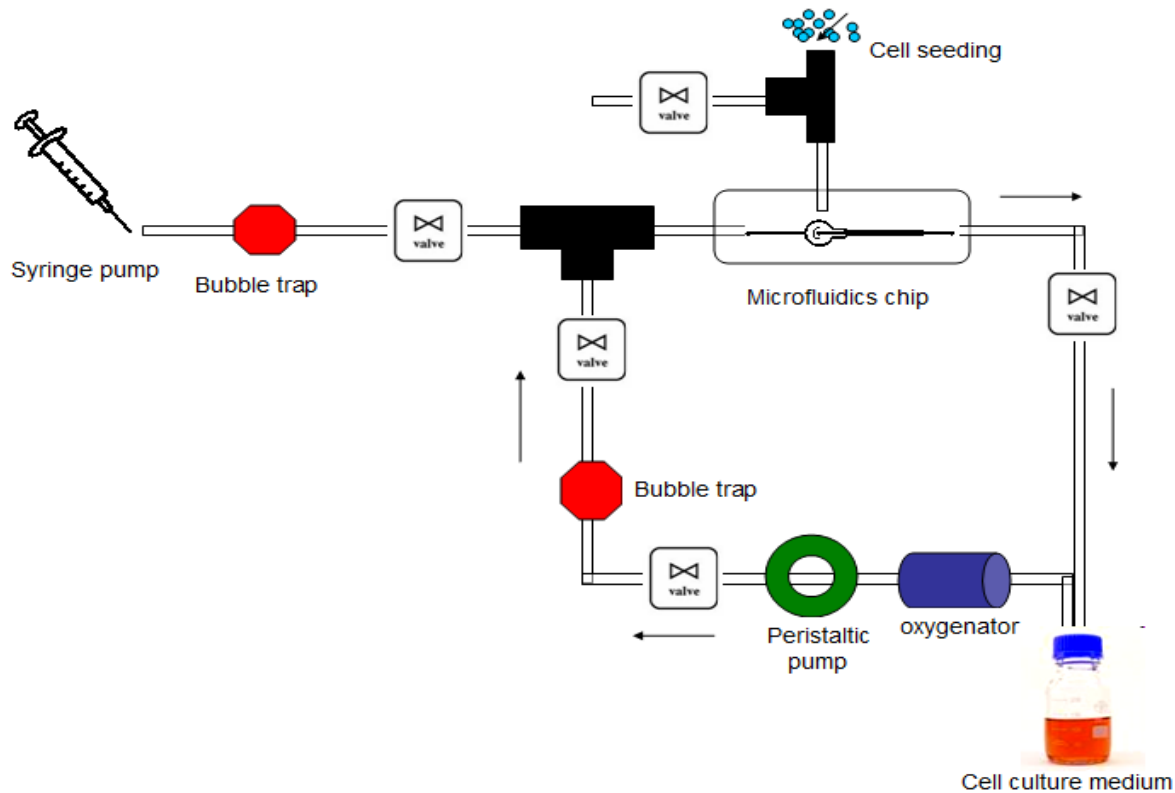 Cell seeding
valve
Syringe pump
Bubble trap
valve
Microfluidics chip
valve
valve
Bubble trap
valve
Peristaltic
pump
oxygenator
Cell culture medium